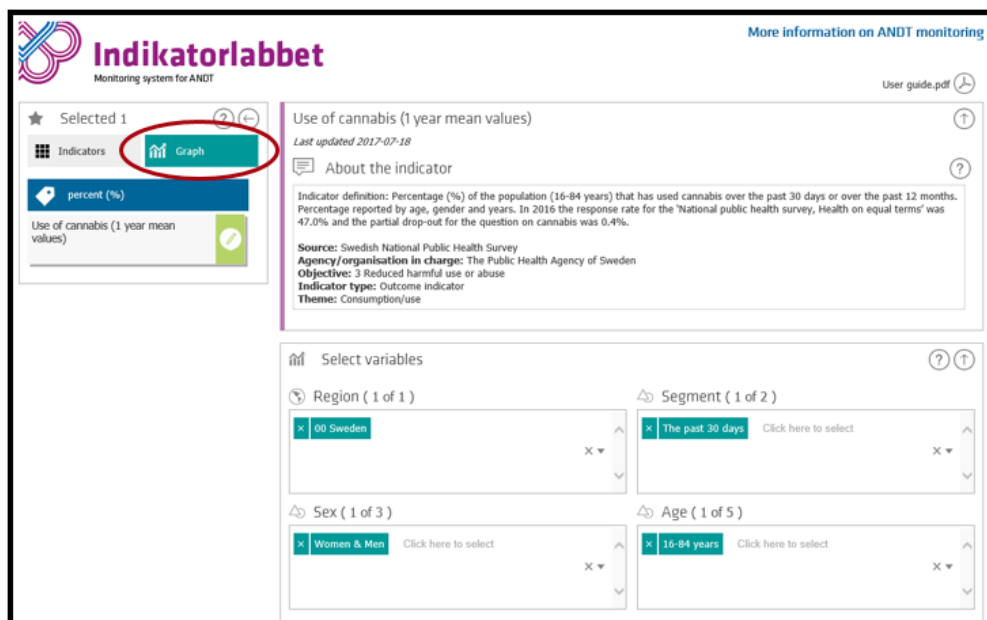 More information on ANDT monitoring
Indikatorlabbet
Monitoring system for ANDT
User guide.pdf
Selected 1
?
Indicators
Graph
percent (%)
Use of cannabis (1 year mean
values)
Use of cannabis (1 year mean values)
Last updated 2017-07-18
About the indicator
?
Indicator definition: Percentage (%) of the population (16-84 years) that has used cannabis over the past 30 days or over the past 12 months.
Percentage reported by age, gender and years. In 2016 the response rate for the 'National public health survey, Health on equal terms' was
47.0% and the partial drop-out for the question on cannabis was 0.4%.
Source: Swedish National Public Health Survey
Agency/organisation in charge: The Public Health Agency of Sweden
Objective: 3 Reduced harmful use or abuse
Indicator type: Outcome indicator
Theme: Consumption/use
Select variables
?
Region ( 1 of 1 )
× 00 Sweden
Segment ( 1 of 2 )
× The past 30 days Click here to select
Sex ( 1 of 3 )
× Women & Men Click here to select
Age ( 1 of 5 )
× 16-84 years Click here to select